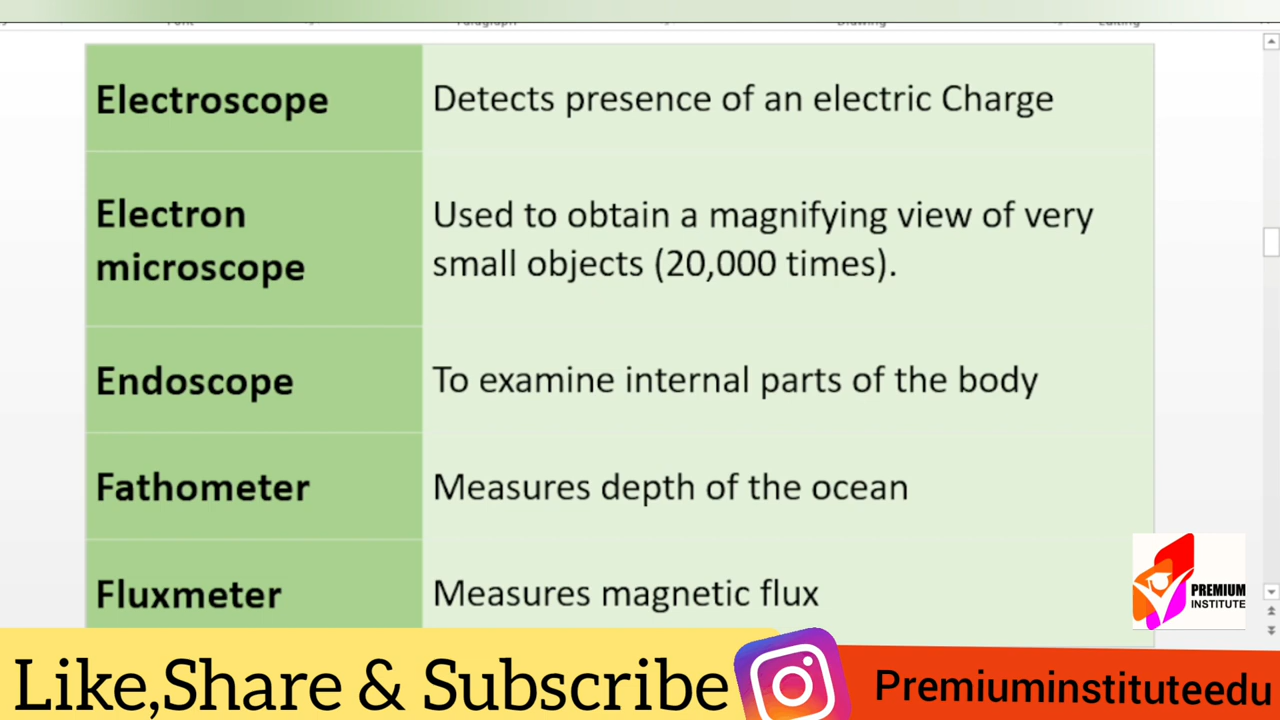 Electroscope
Detects presence of an electric Charge
Electron
microscope
Used to obtain a magnifying view of very
small objects (20,000 times).
Endoscope
To examine internal parts of the body
Fathometer
Measures depth of the ocean
Fluxmeter
Measures magnetic flux
PREMIUM
INSTITUTE
Like,Share & Subscribe
Premiuminstituteedu